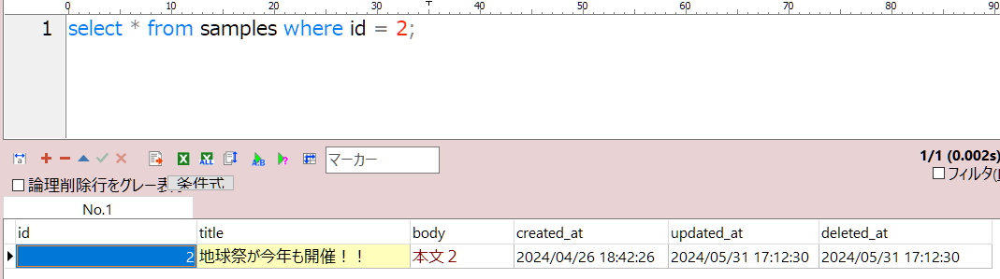 0 10 20 30 40 50 60 70 80 90
1 select * from samples where id = 2;
マーカー
1/1 (0.002s)
論理削除行をグレー表 条件式
フィルタ(
No.1
id title body created_at updated_at deleted_at
2 地球祭が今年も開催！！ 本文２ 2024/04/26 18:42:26 2024/05/31 17:12:30 2024/05/31 17:12:30